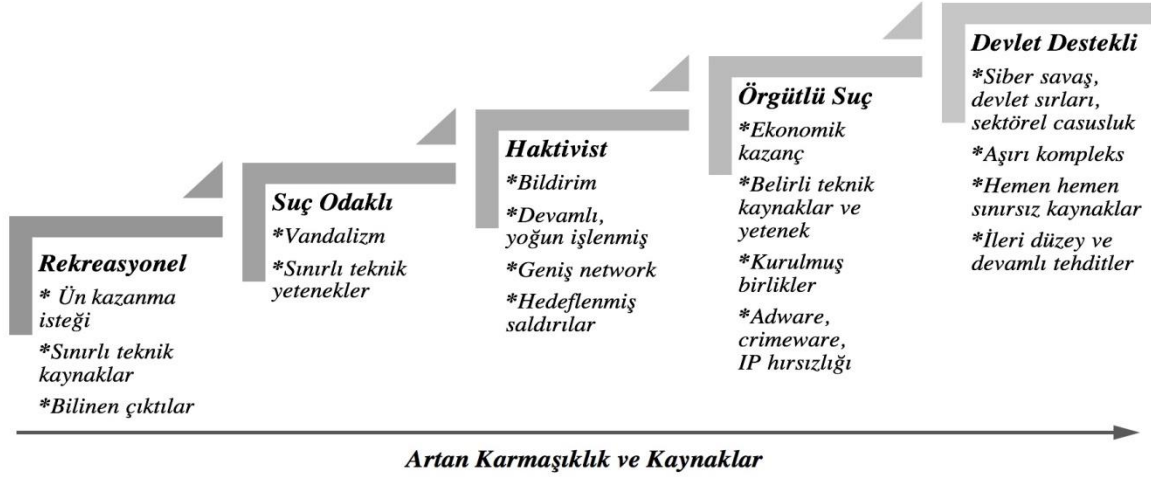 Rekreasyonel
* Ün kazanma
isteği
*Sınırlı teknik
kaynaklar
*Bilinen çıktılar
Suç Odaklı
*Vandalizm
*Sınırlı teknik
yetenekler
Haktivist
*Bildirim
*Devamlı,
yoğun işlenmiş
*Geniş network
*Hedeflenmiş
saldırılar
Örgütlü Suç
*Ekonomik
kazanç
*Belirli teknik
kaynaklar ve
yetenek
*Kurulmuş
birlikler
*Adware,
crimeware,
IP hırsızlığı
Devlet Destekli
*Siber savaş,
devlet sırları,
sektörel casusluk
*Aşırı kompleks
*Hemen hemen
sınırsız kaynaklar
*İleri düzey ve
devamlı tehditler
Artan Karmaşıklık ve Kaynaklar